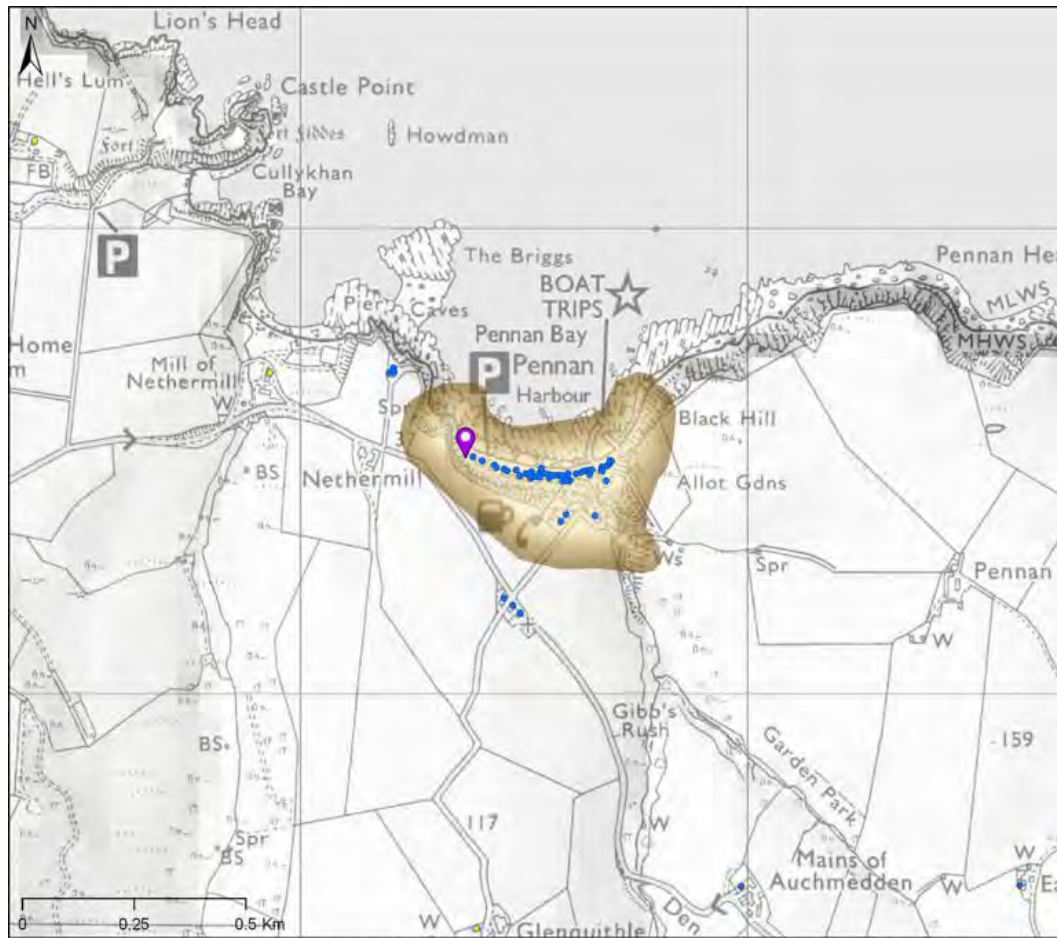 Lion's Head
N
Hell's Lum
Castle Point
Fort
Howdman
FB
Cullykhan
Bay
P
The Briggs
Pennan Hea
BOAT
TRIPS
Pier
Caves
MLWS
Pennan Bay
MHWS
Home
m
Mill of
Nethermill
P
Pennan
Harbour
W
Spr
Black Hill
BS
Nethermill
Allot Gdns
Ws
Spr
Pennan
W
Gibb's
Rush
Garden Park
159
BS
117
W
Spr
BS
Mains of
Auchmedden
W
W
Ea
0
0.25
0.5 Km
W
Glenquithle
Den